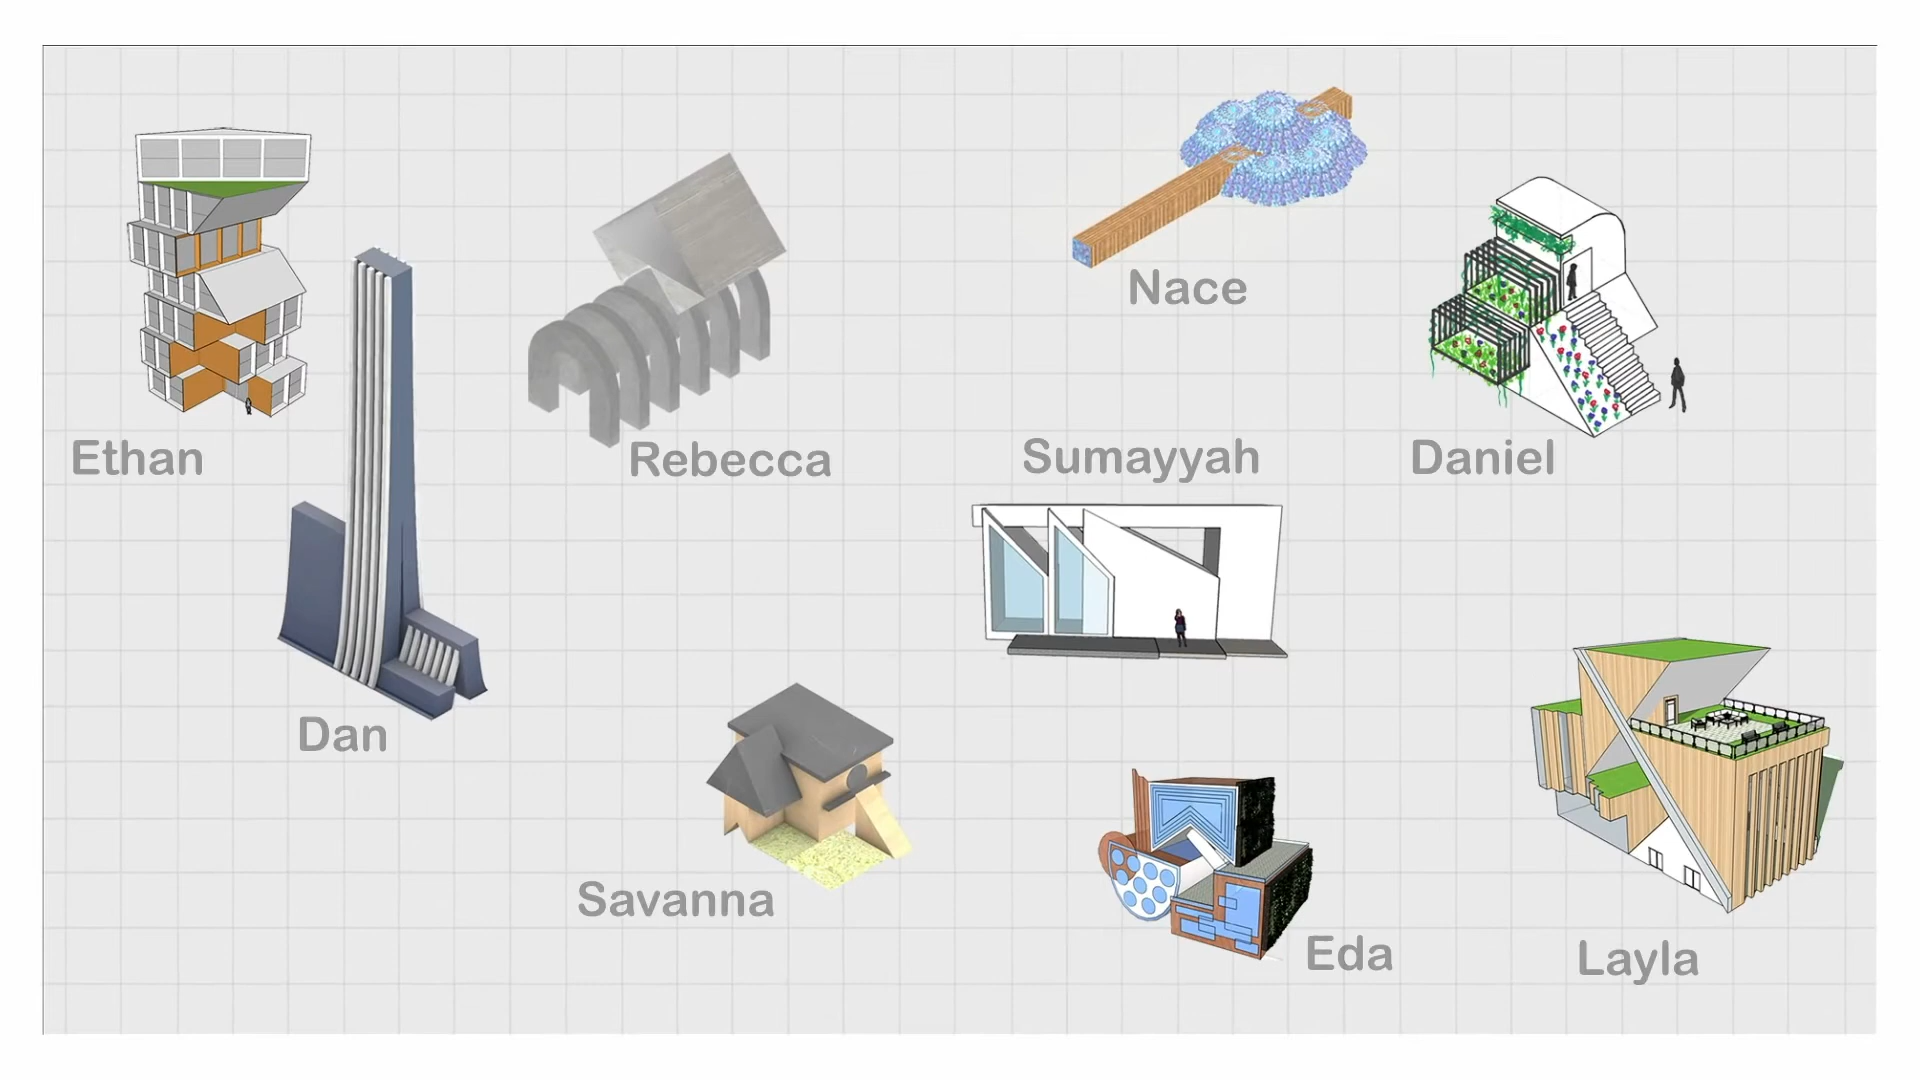 Nace
Ethan
Rebecca
Sumayyah
Daniel
Dan
Savanna
Eda
Layla